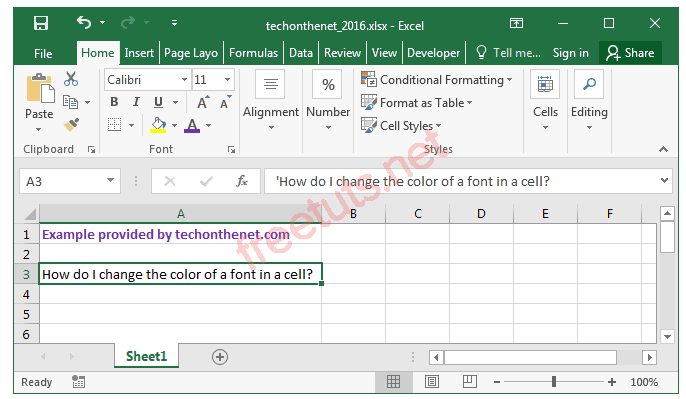 techonthenet_2016.xlsx - Excel
File Home Insert Page Layo Formulas Data Review View Developer Tell me... Sign in Share
Paste
Clipboard
Calibri 11
B I U A A
A
Font
Alignment
%
Number
Conditional Formatting
Format as Table
Cell Styles
Styles
Cells
Editing
A3 fx 'How do I change the color of a font in a cell?
A B C D E F
1 Example provided by techonthenet.com
2
3 How do I change the color of a font in a cell?
4
5
6
Sheet1
Ready 100%
freetuts.net